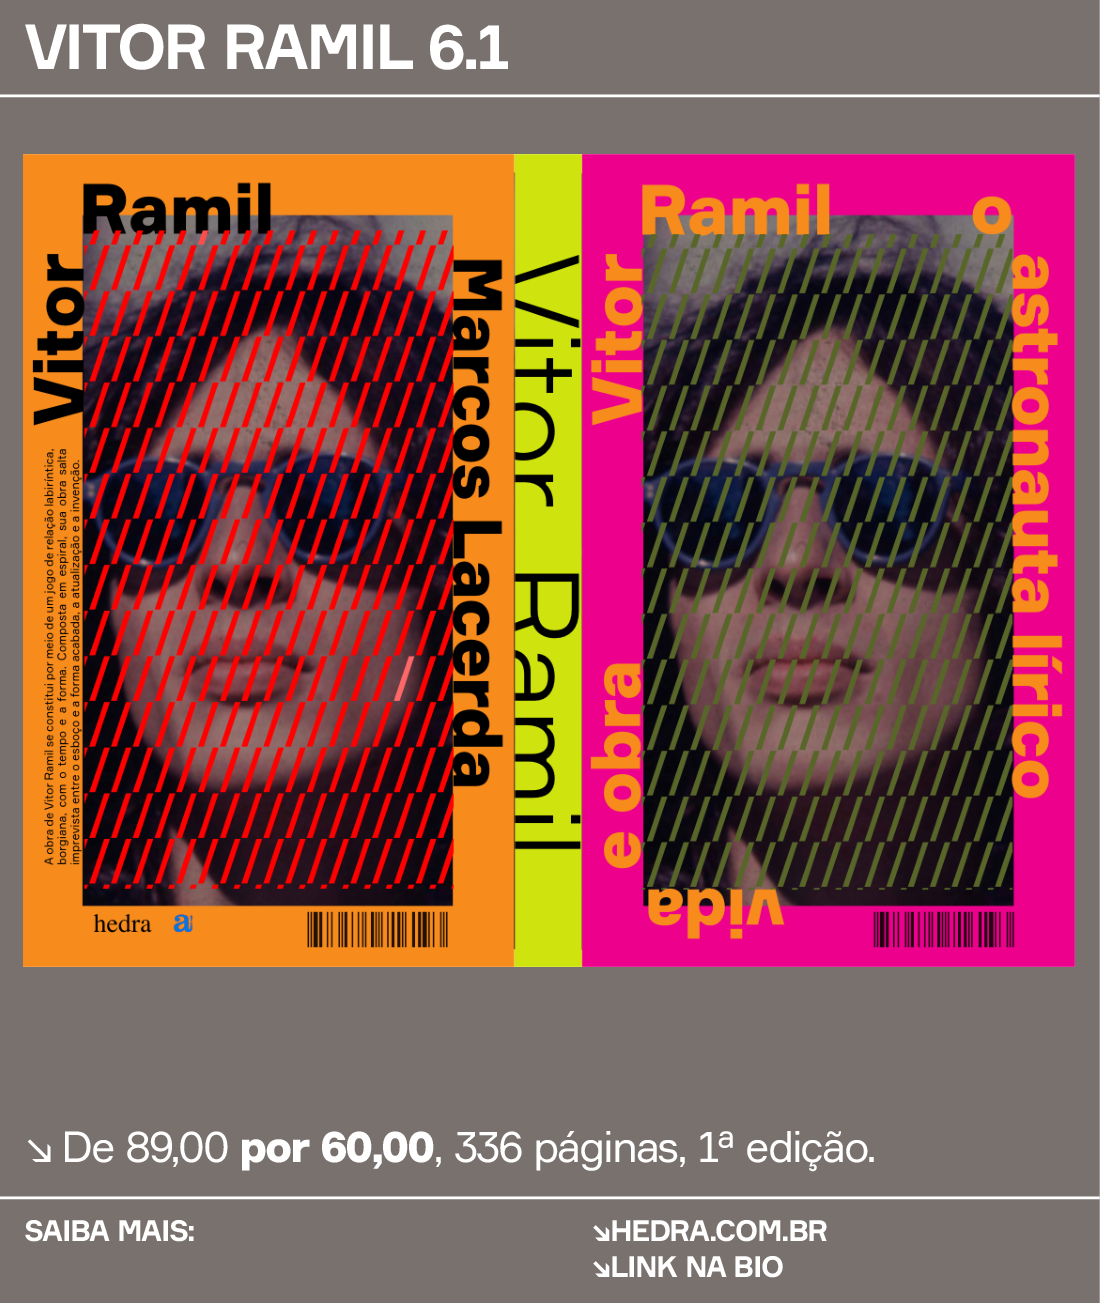 VITOR RAMIL 6.1
Ramil
Vitor
A obra de Vitor Ramil se constitui por meio de um jogo de relação labiríntica,
borgiana, com o tempo e a forma. Composta em espiral, sua obra salta
imprevista entre o esboço e a forma acabada, a atualização e a invenção.
Marcos Lacerda
hedra
a
Vitor Ramil
Vitor
Ramil
o
astronauta lírico
vida
e obra
↘ De 89,00 por 60,00, 336 páginas, 1ª edição.
SAIBA MAIS:
↘HEDRA.COM.BR
↘LINK NA BIO